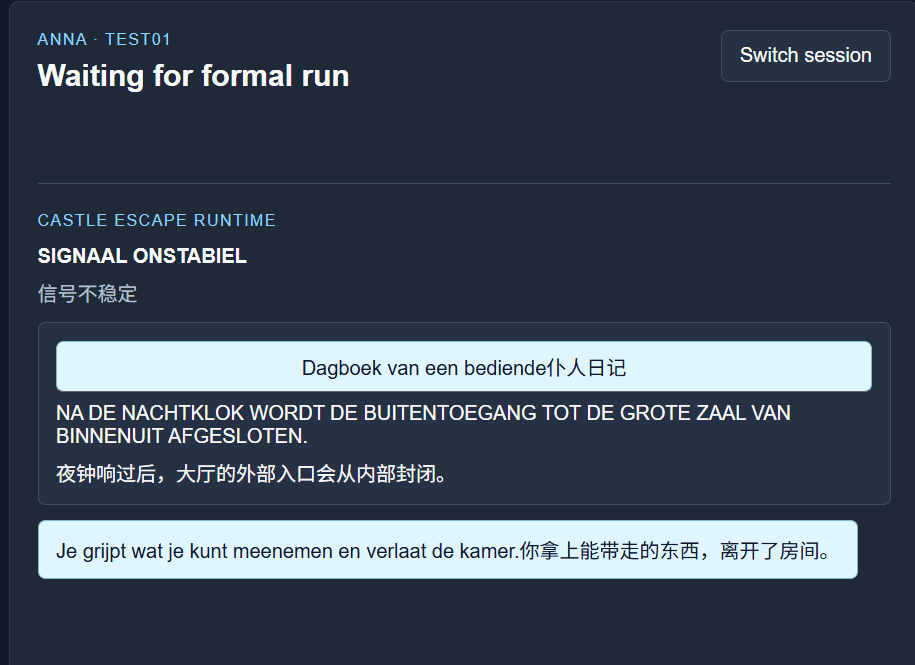 ANNA · TEST01
Waiting for formal run
Switch session
CASTLE ESCAPE RUNTIME
SIGNAAL ONSTABIEL
信号不稳定
Dagboek van een bediende仆人日记
NA DE NACHTKLOK WORDT DE BUITENTOEGANG TOT DE GROTE ZAAL VAN
BINNENUIT AFGESLOTEN.
夜钟响过后，大厅的外部入口会从内部封闭。
Je grijpt wat je kunt meenemen en verlaat de kamer.你拿上能带走的东西，离开了房间。